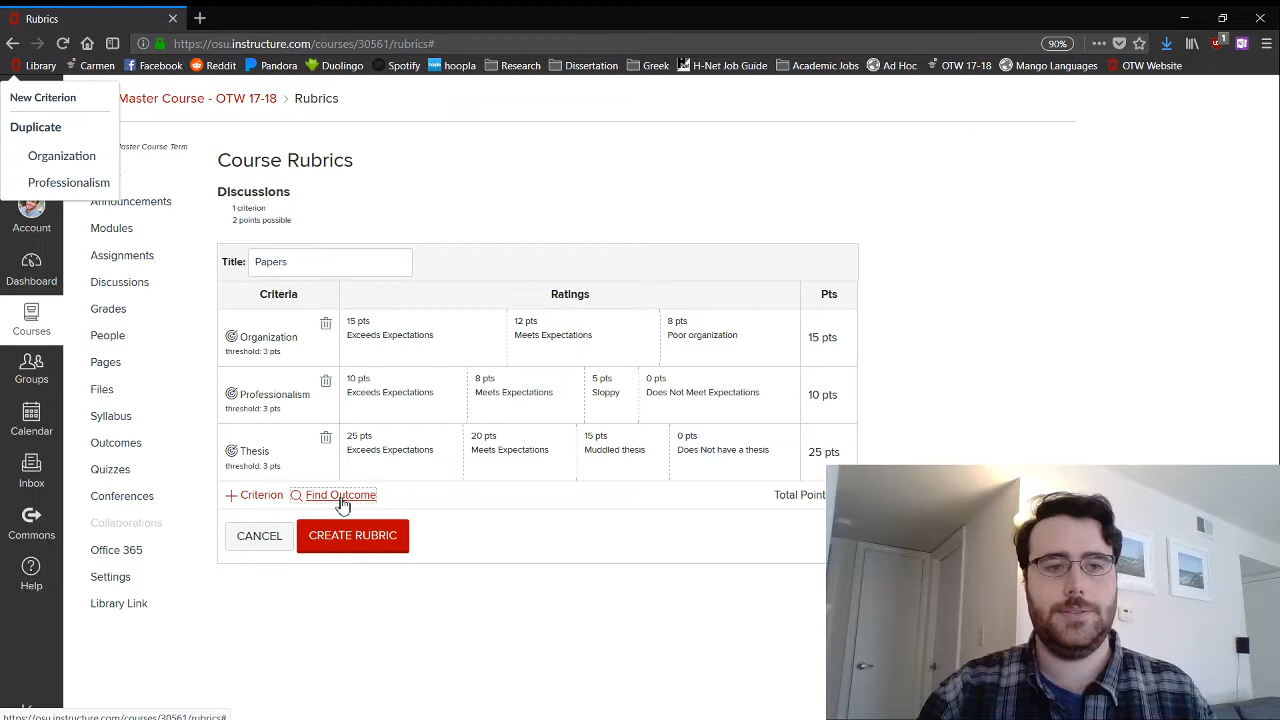 Rubrics
https://osu.instructure.com/courses/30561/rubrics#
90%
1
Library
Carmen
Facebook
Reddit
Pandora
Duolingo
Spotify
hoopla
Research
Dissertation
Greek
H-Net Job Guide
Academic Jobs
Ad Hoc
OTW 17-18
Mango Languages
OTW Website
New Criterion
Duplicate
Organization
Professionalism
Master Course - OTW 17-18 > Rubrics
Master Course Term
Account
Dashboard
Courses
Groups
Calendar
Inbox
Commons
Help
Announcements
Modules
Assignments
Discussions
Grades
People
Pages
Files
Syllabus
Outcomes
Quizzes
Conferences
Collaborations
Office 365
Settings
Library Link
Course Rubrics
Discussions
1 criterion
2 points possible
Title: Papers
Criteria Ratings Pts
Organization
threshold: 3 pts
15 pts
Exceeds Expectations
12 pts
Meets Expectations
8 pts
Poor organization
15 pts
Professionalism
threshold: 3 pts
10 pts
Exceeds Expectations
8 pts
Meets Expectations
5 pts
Sloppy
0 pts
Does Not Meet Expectations
10 pts
Thesis
threshold: 3 pts
25 pts
Exceeds Expectations
20 pts
Meets Expectations
15 pts
Muddled thesis
0 pts
Does Not have a thesis
25 pts
Criterion
Find Outcome
Total Point
CANCEL
CREATE RUBRIC
https://osu.instructure.com/courses/30561/rubrics#